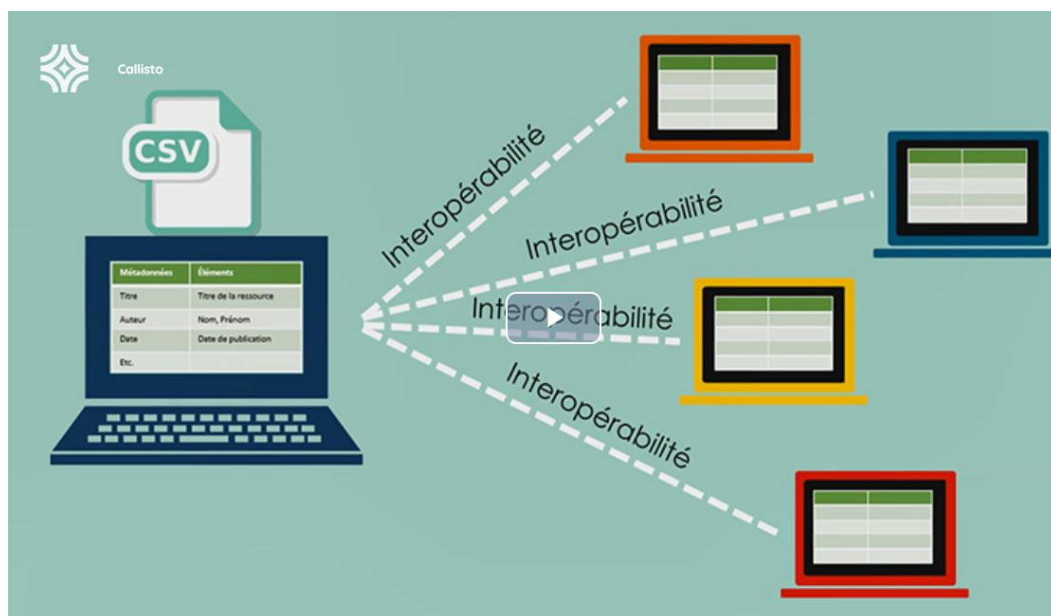 Callisto
CSV
Métadonnées Éléments
Titre Titre de la ressource
Auteur Nom, Prénom
Date Date de publication
Etc.
Interopérabilité
Interopérabilité
Interopérabilité
Interopérabilité